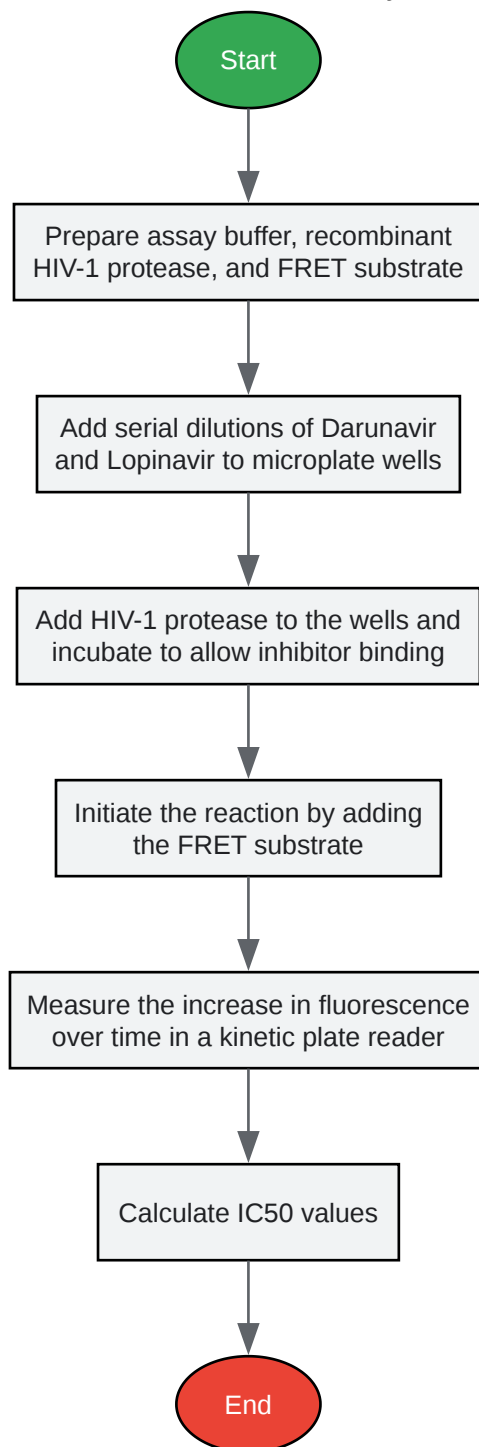 Start
Prepare assay buffer, recombinant
HIV-1 protease, and FRET substrate
Add serial dilutions of Darunavir
and Lopinavir to microplate wells
Add HIV-1 protease to the wells and
incubate to allow inhibitor binding
Initiate the reaction by adding
the FRET substrate
Measure the increase in fluorescence
over time in a kinetic plate reader
Calculate IC50 values
End